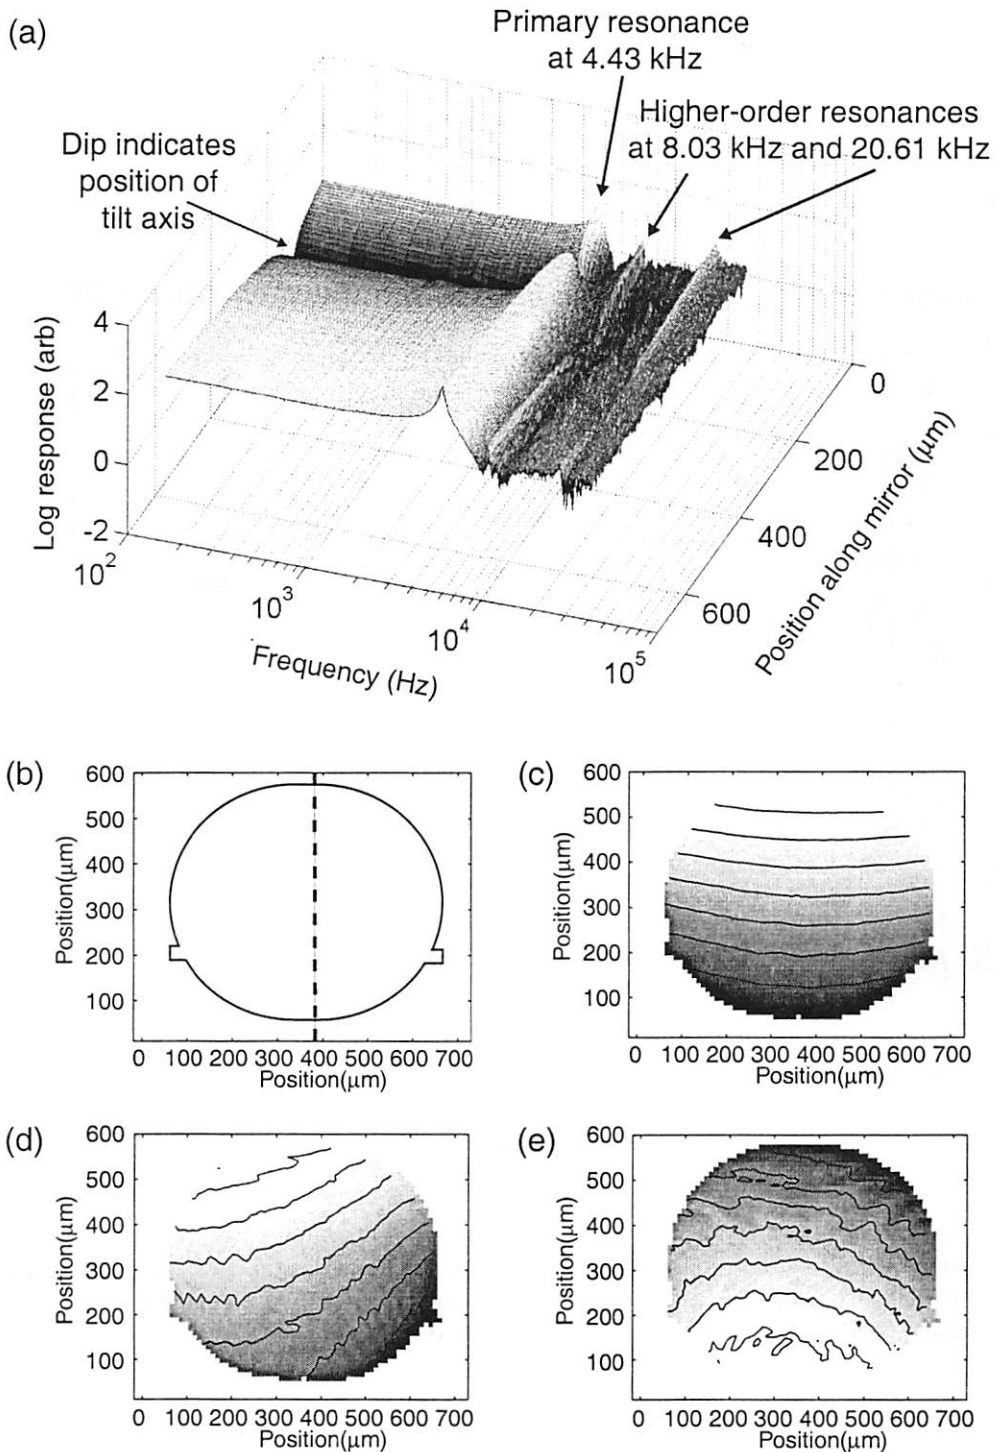 (a)
Primary resonance
at 4.43 kHz
Higher-order resonances
at 8.03 kHz and 20.61 kHz
Dip indicates
position of
tilt axis
Log response (arb)
4
2
0
-2
10^2
10^3
10^4
10^5
Frequency (Hz)
0
200
400
600
Position along mirror (μm)
(b)
600
500
400
300
200
100
Position(μm)
0 100 200 300 400 500 600 700
Position(μm)
(c)
600
500
400
300
200
100
Position(μm)
0 100 200 300 400 500 600 700
Position(μm)
(d)
600
500
400
300
200
100
Position(μm)
0 100 200 300 400 500 600 700
Position(μm)
(e)
600
500
400
300
200
100
Position(μm)
0 100 200 300 400 500 600 700
Position(μm)